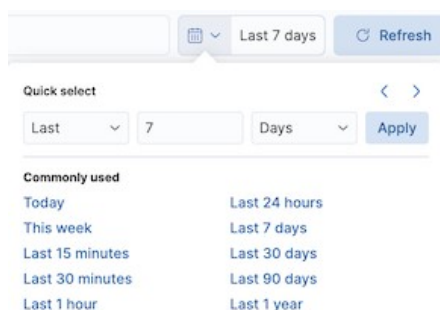 Last 7 days Refresh
Quick select
Last 7 Days Apply
Commonly used
Today Last 24 hours
This week Last 7 days
Last 15 minutes Last 30 days
Last 30 minutes Last 90 days
Last 1 hour Last 1 year